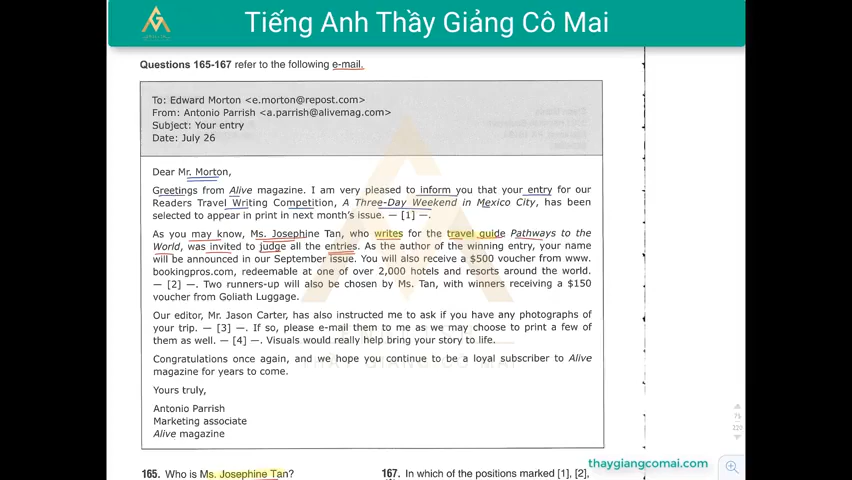 Tiếng Anh Thầy Giảng Cô Mai
Questions 165-167 refer to the following e-mail.
To: Edward Morton <e.morton@repost.com>
From: Antonio Parrish <a.parrish@alivemag.com>
Subject: Your entry
Date: July 26
Dear Mr. Morton,
Greetings from Alive magazine. I am very pleased to inform you that your entry for our
Readers Travel Writing Competition, A Three-Day Weekend in Mexico City, has been
selected to appear in print in next month's issue. — [1] —.
As you may know, Ms. Josephine Tan, who writes for the travel guide Pathways to the
World, was invited to judge all the entries. As the author of the winning entry, your name
will be announced in our September issue. You will also receive a $500 voucher from www.
bookingpros.com, redeemable at one of over 2,000 hotels and resorts around the world.
— [2] —. Two runners-up will also be chosen by Ms. Tan, with winners receiving a $150
voucher from Goliath Luggage.
Our editor, Mr. Jason Carter, has also instructed me to ask if you have any photographs of
your trip. — [3] —. If so, please e-mail them to me as we may choose to print a few of
them as well. — [4] —. Visuals would really help bring your story to life.
Congratulations once again, and we hope you continue to be a loyal subscriber to Alive
magazine for years to come.
Yours truly,
Antonio Parrish
Marketing associate
Alive magazine
165. Who is Ms. Josephine Tan?
167. In which of the positions marked [1], [2],
thaygiangcomai.com
75
220